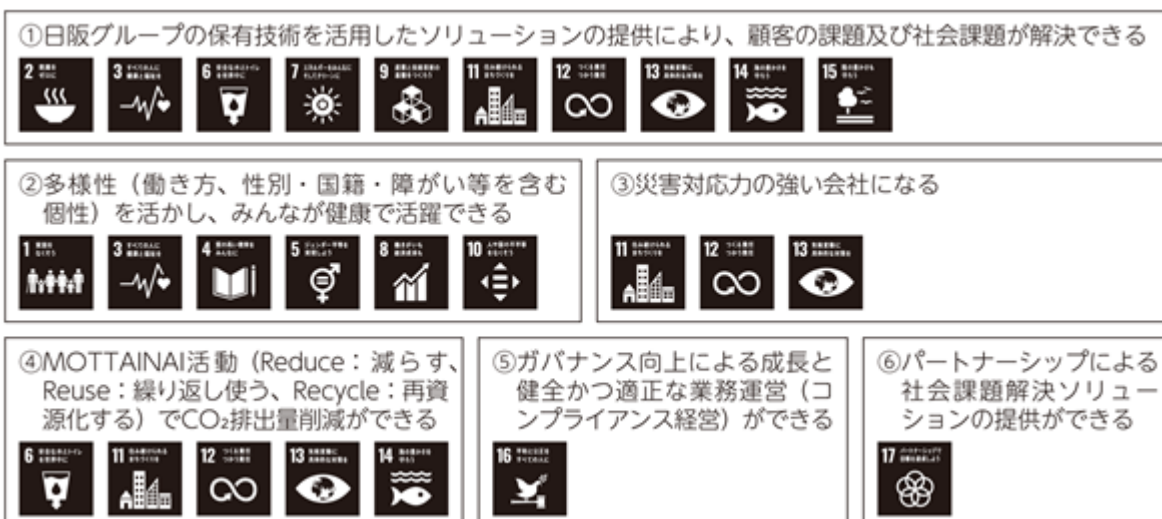 ①日阪グループの保有技術を活用したソリューションの提供により、顧客の課題及び社会課題が解決できる
2 3 6 7 9 11 12 13 14 15
②多様性（働き方、性別・国籍・障がい等を含む
個性）を活かし、みんなが健康で活躍できる
1 3 4 5 8 10
③災害対応力の強い会社になる
11 12 13
④MOTTAINAI活動（Reduce：減らす、
Reuse：繰り返し使う、Recycle：再資
源化する）でCO₂排出量削減ができる
6 11 12 13 14
⑤ガバナンス向上による成長と
健全かつ適正な業務運営（コ
ンプライアンス経営）ができる
16
⑥パートナーシップによる
社会課題解決ソリュー
ションの提供ができる
17